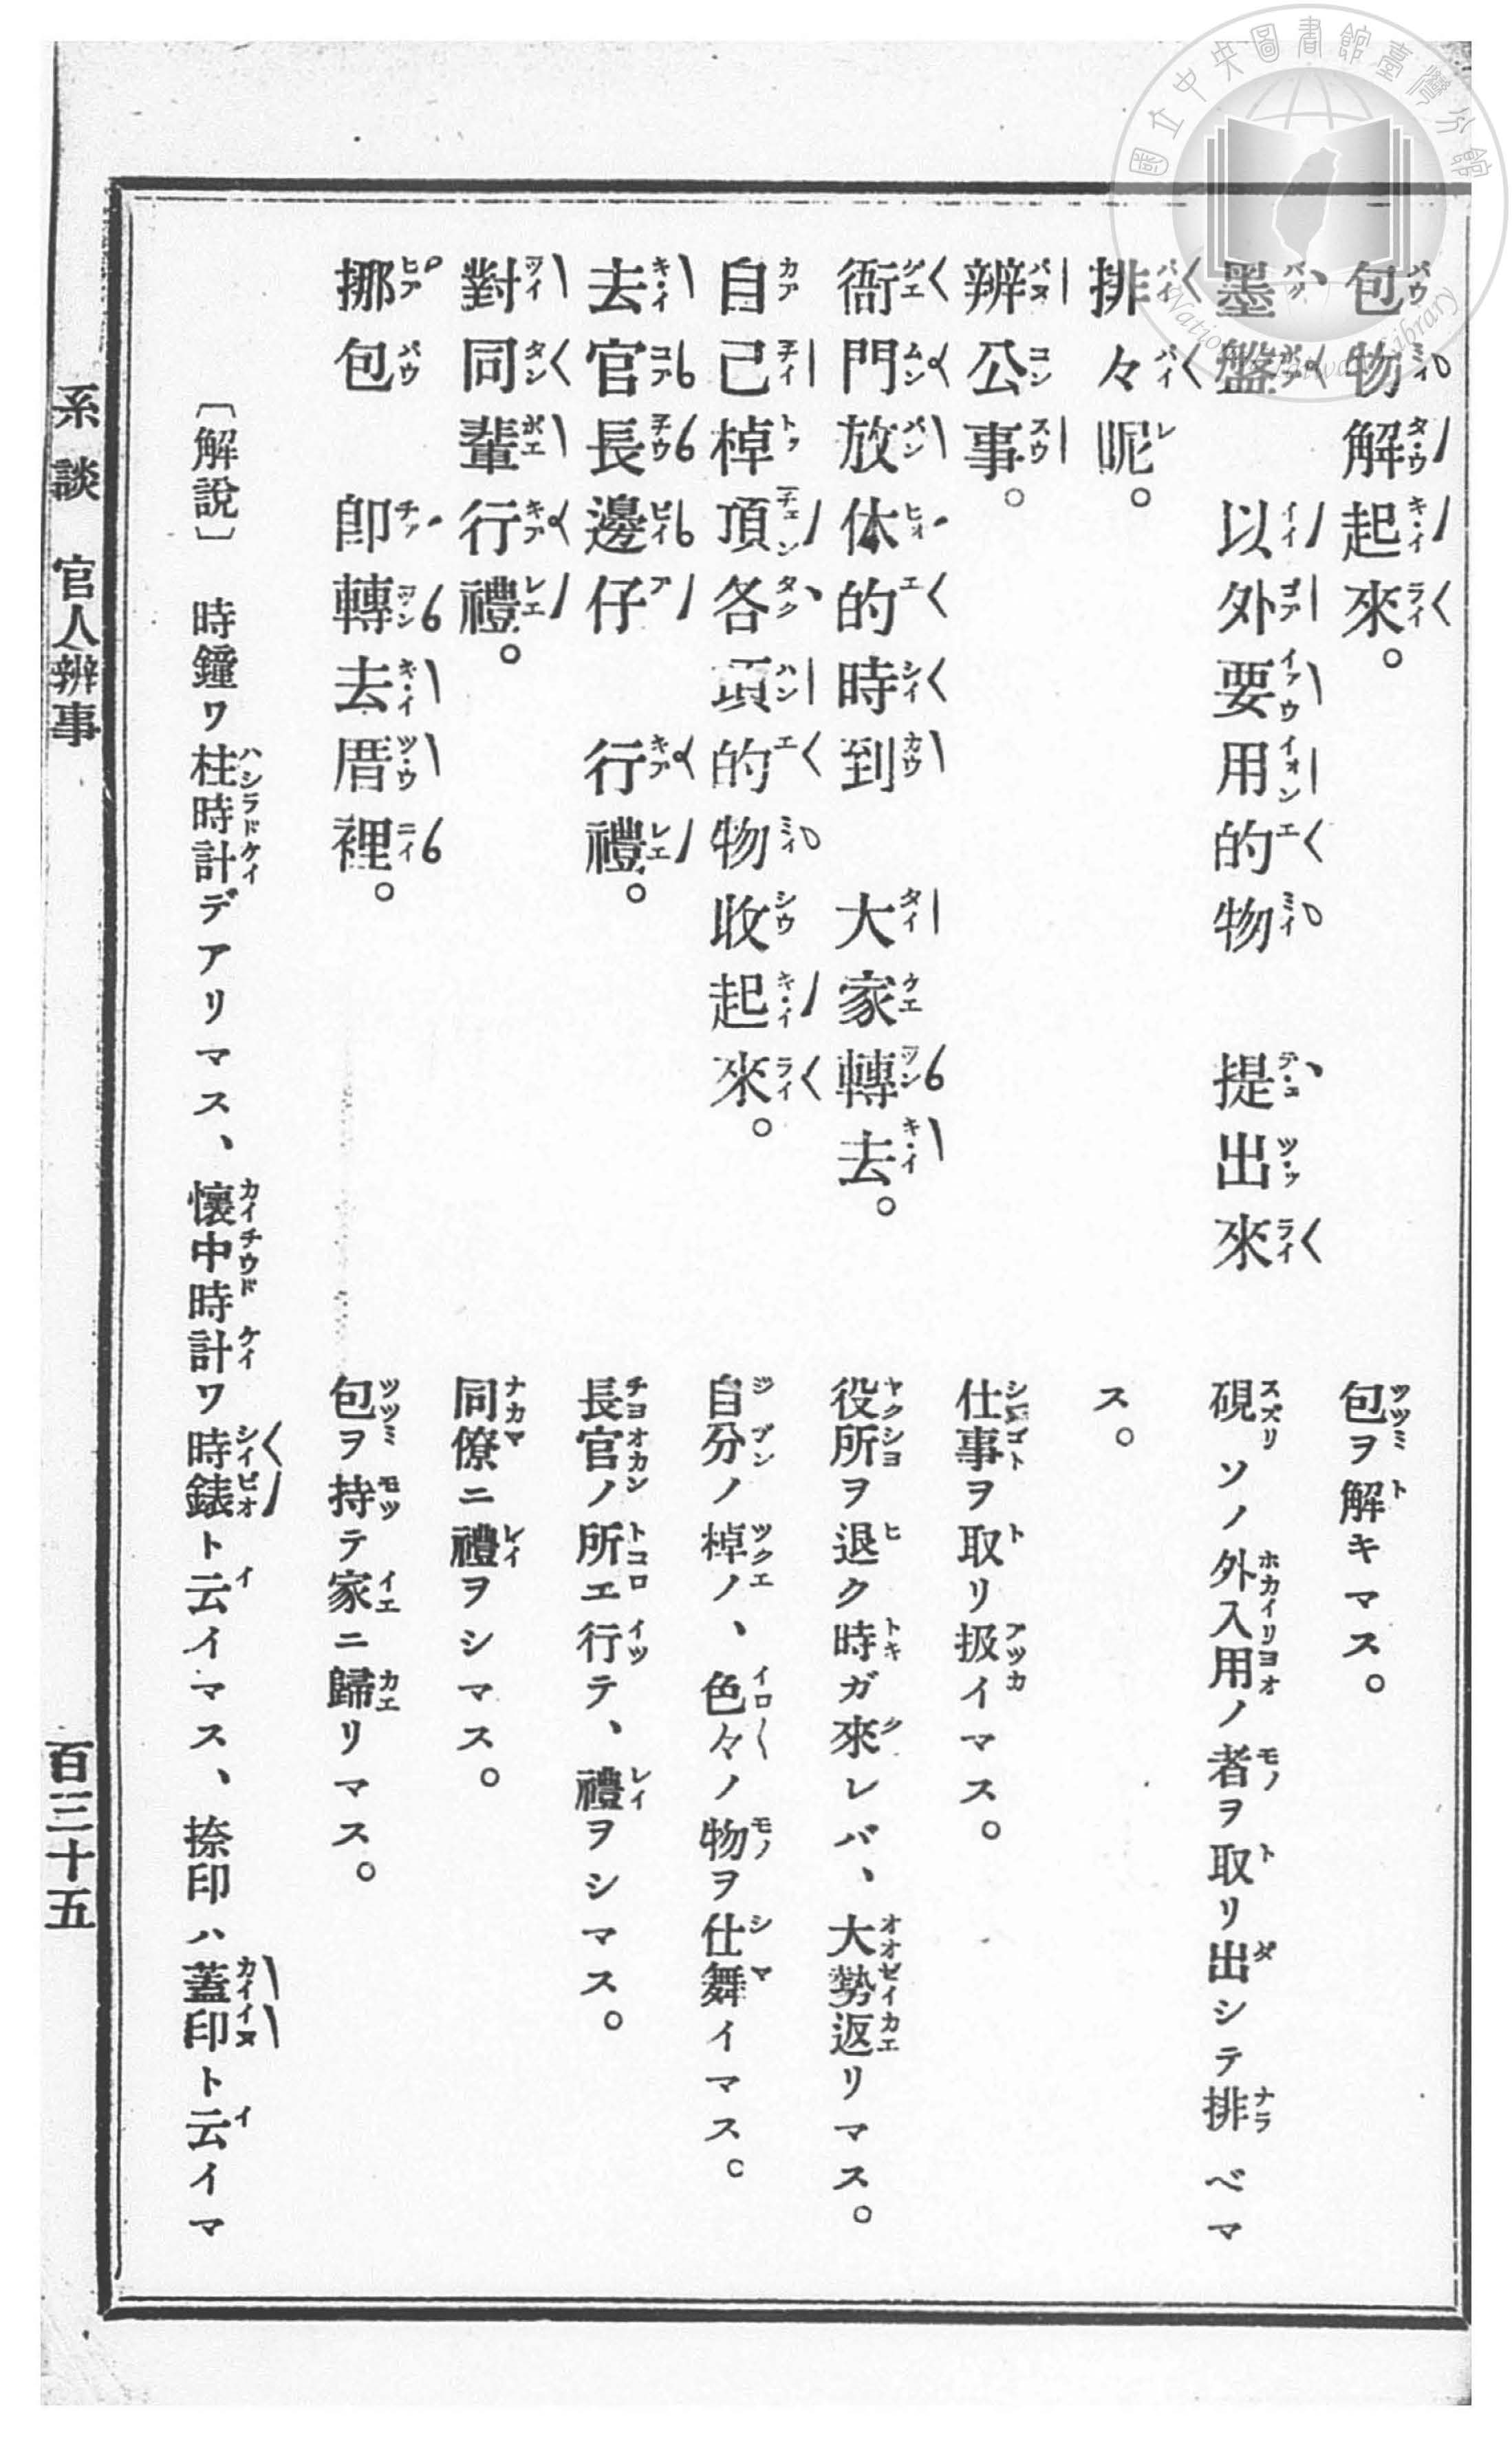 包物解起來。
包ヲ解キマス。
墨盤　以外要用的物　提出來
硯ソノ外入用ノ者ヲ取リ出シテ排ベマ
排々呢。
ス。
辨公事。
仕事ヲ取リ扱イマス。
衙門放体的時到　大家轉去。
役所ヲ退ク時ガ來レバ、大勢返リマス。
自己棹頂各項的物收起來。
自分ノ棹ノ、色々ノ物ヲ仕舞イマス。
去官長邊仔　行禮。
長官ノ所エ行テ、禮ヲシマス。
對同輩行禮。
同僚ニ禮ヲシマス。
挪包　卽轉去厝裡。
包ヲ持テ家ニ歸リマス。
〔解說〕　時鐘ワ柱時計デアリマス、懷中時計ワ時錶ト云イマス、捺印ハ蓋印ト云イマ
系談　官人辨事
百三十五
國立中央圖書館臺灣分館